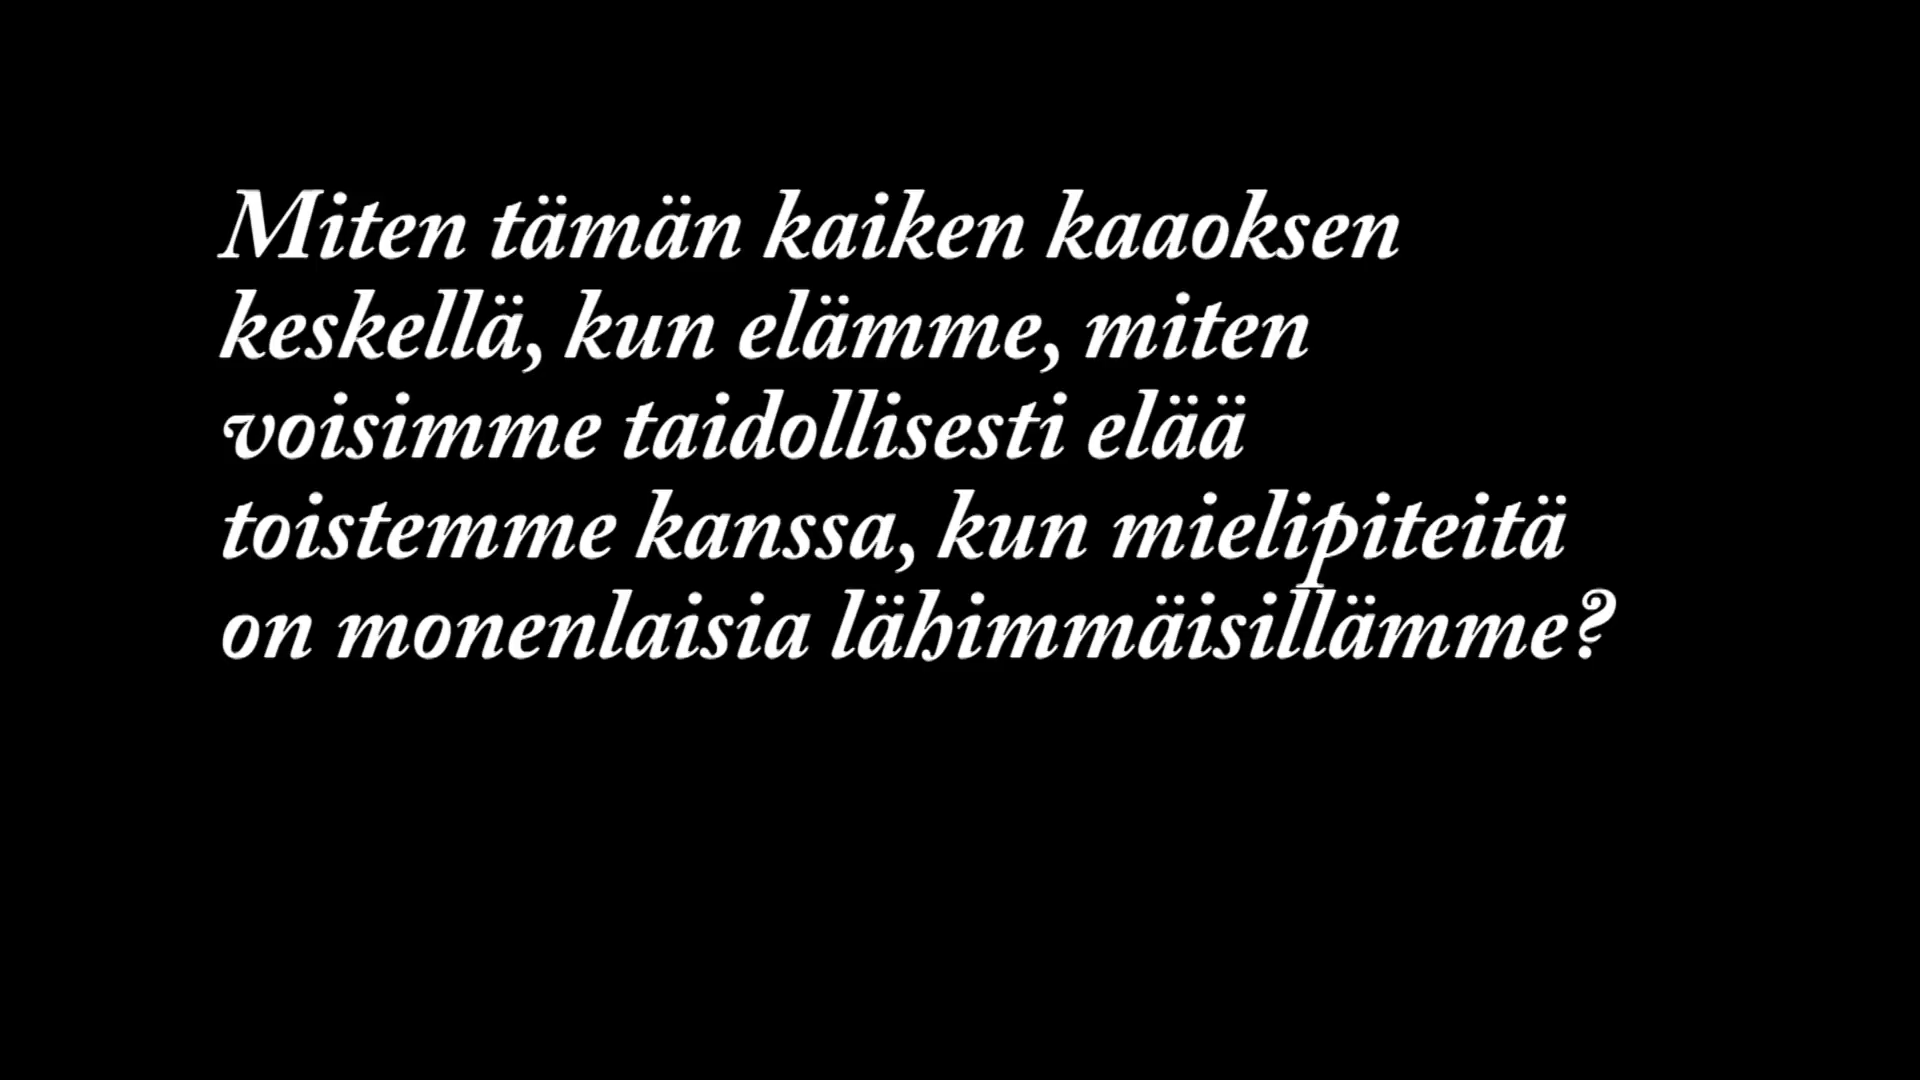 Miten tämän kaiken kaaoksen
keskellä, kun elämme, miten
voisimme taidollisesti elää
toistemme kanssa, kun mielipiteitä
on monenlaisia lähimmäisillämme?